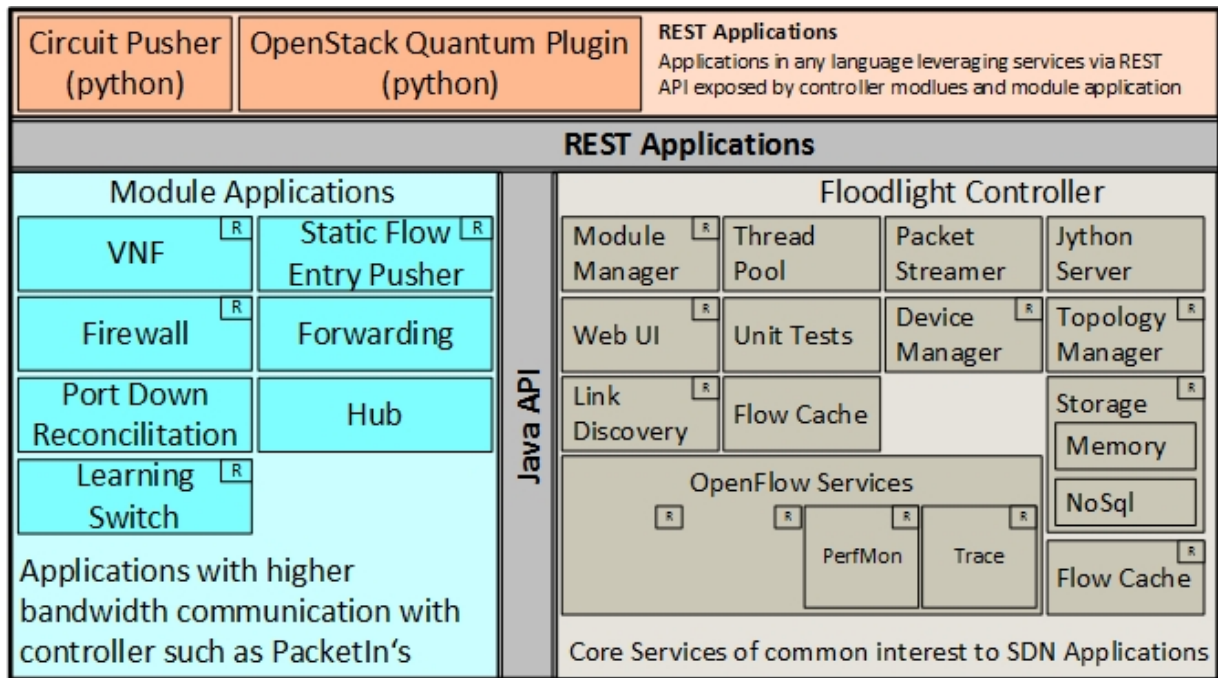 Circuit Pusher
(python)
OpenStack Quantum Plugin
(python)
REST Applications
Applications in any language leveraging services via REST
API exposed by controller modlues and module application
REST Applications
Module Applications
VNF
R
Static Flow
Entry Pusher
R
Firewall
R
Forwarding
Port Down
Reconcilitation
Hub
Learning
Switch
R
Applications with higher
bandwidth communication with
controller such as PacketIn‘s
Java API
Floodlight Controller
Module
Manager
R
Thread
Pool
Packet
Streamer
Jython
Server
Web UI
R
Unit Tests
Device
Manager
R
Topology
Manager
R
Link
Discovery
R
Flow Cache
Storage
R
Memory
NoSql
OpenFlow Services
R
R
PerfMon
R
Trace
R
Flow Cache
R
Core Services of common interest to SDN Applications